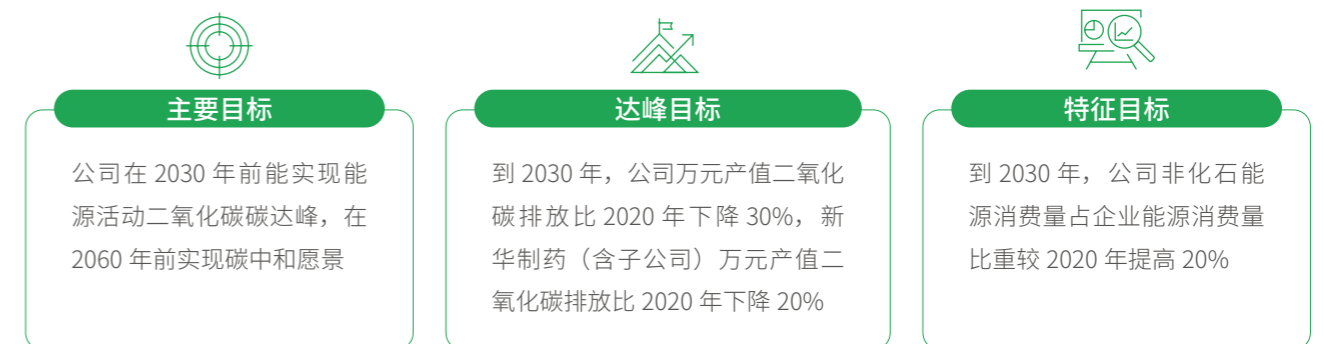 主要目标
公司在 2030 年前能实现能
源活动二氧化碳碳达峰，在
2060 年前实现碳中和愿景
达峰目标
到 2030 年，公司万元产值二氧化
碳排放比 2020 年下降 30%，新
华制药（含子公司）万元产值二
氧化碳排放比 2020 年下降 20%
特征目标
到 2030 年，公司非化石能
源消费量占企业能源消费量
比重较 2020 年提高 20%